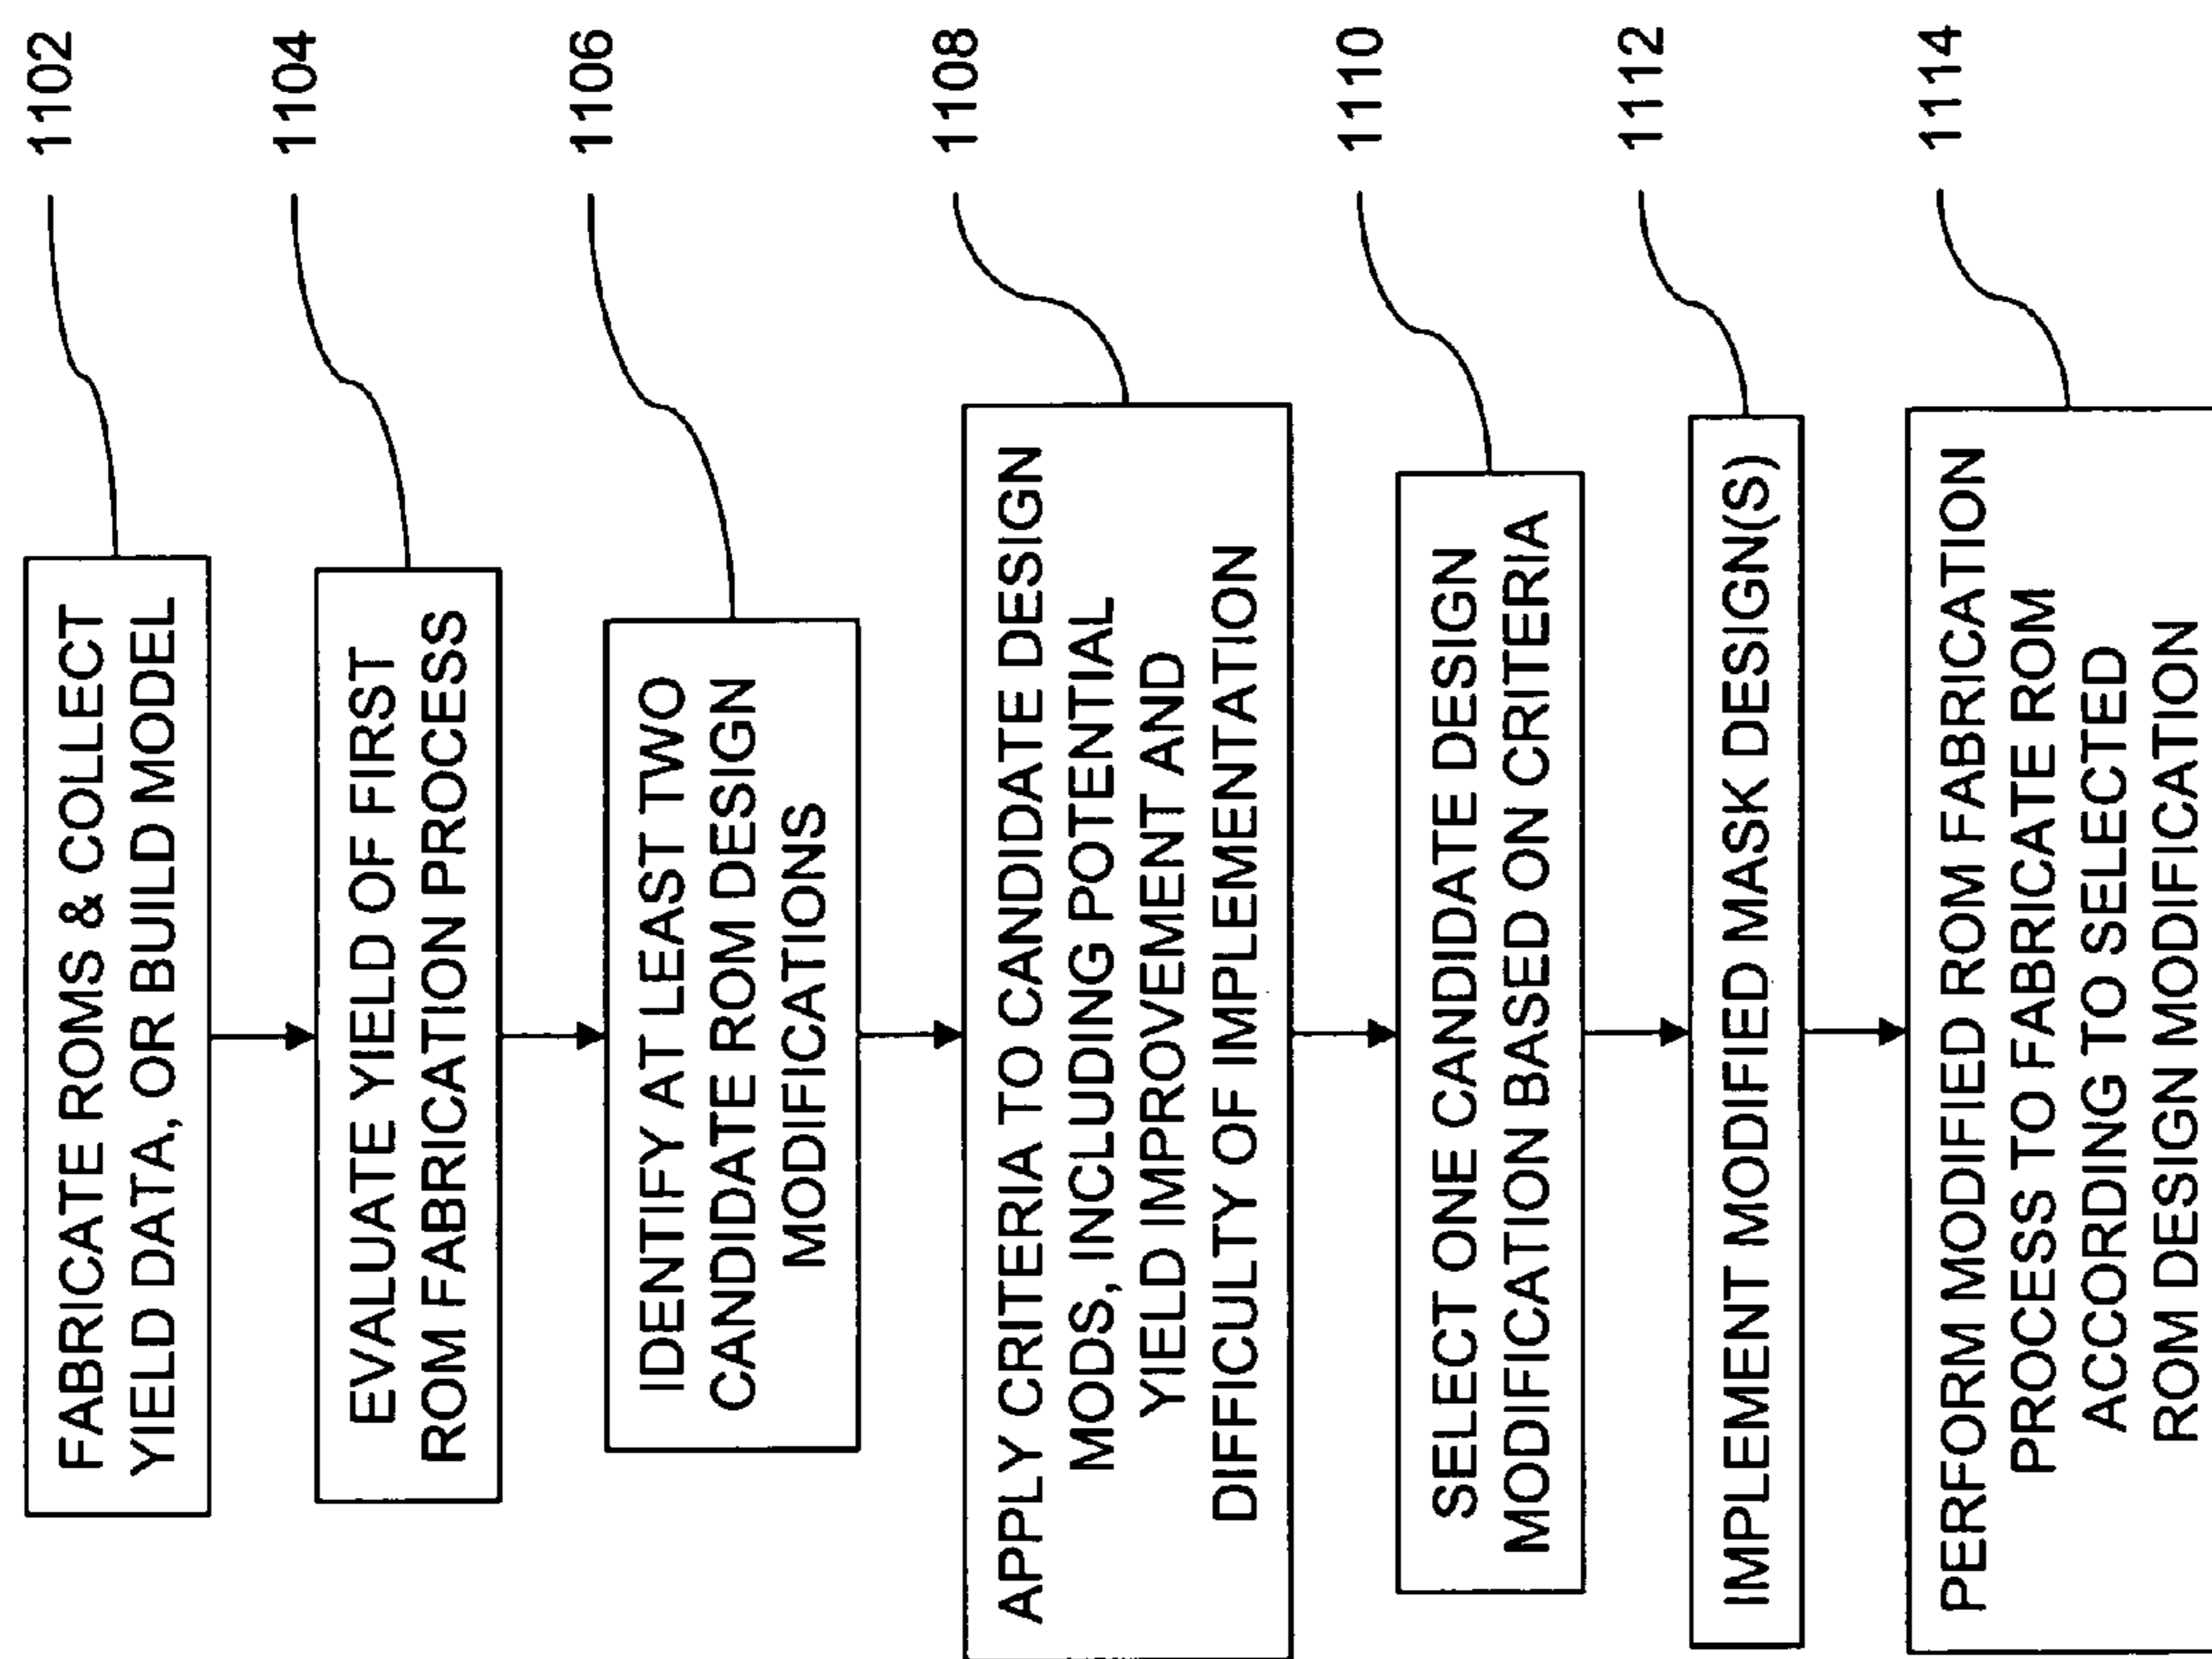 FABRICATE ROMS & COLLECT
YIELD DATA, OR BUILD MODEL
1102
EVALUATE YIELD OF FIRST
ROM FABRICATION PROCESS
1104
IDENTIFY AT LEAST TWO
CANDIDATE ROM DESIGN
MODIFICATIONS
1106
APPLY CRITERIA TO CANDIDATE DESIGN
MODS, INCLUDING POTENTIAL
YIELD IMPROVEMENT AND
DIFFICULTY OF IMPLEMENTATION
1108
SELECT ONE CANDIDATE DESIGN
MODIFICATION BASED ON CRITERIA
1110
IMPLEMENT MODIFIED MASK DESIGN(S)
1112
PERFORM MODIFIED ROM FABRICATION
PROCESS TO FABRICATE ROM
ACCORDING TO SELECTED
ROM DESIGN MODIFICATION
1114